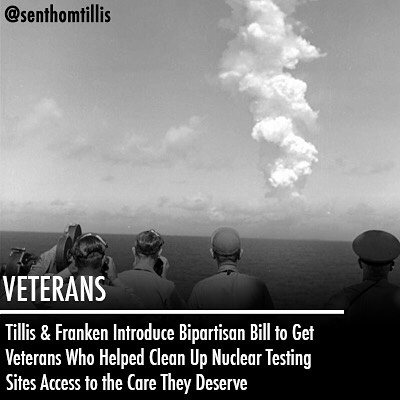 @senthomtillis
VETERANS
Tillis & Franken Introduce Bipartisan Bill to Get
Veterans Who Helped Clean Up Nuclear Testing
Sites Access to the Care They Deserve